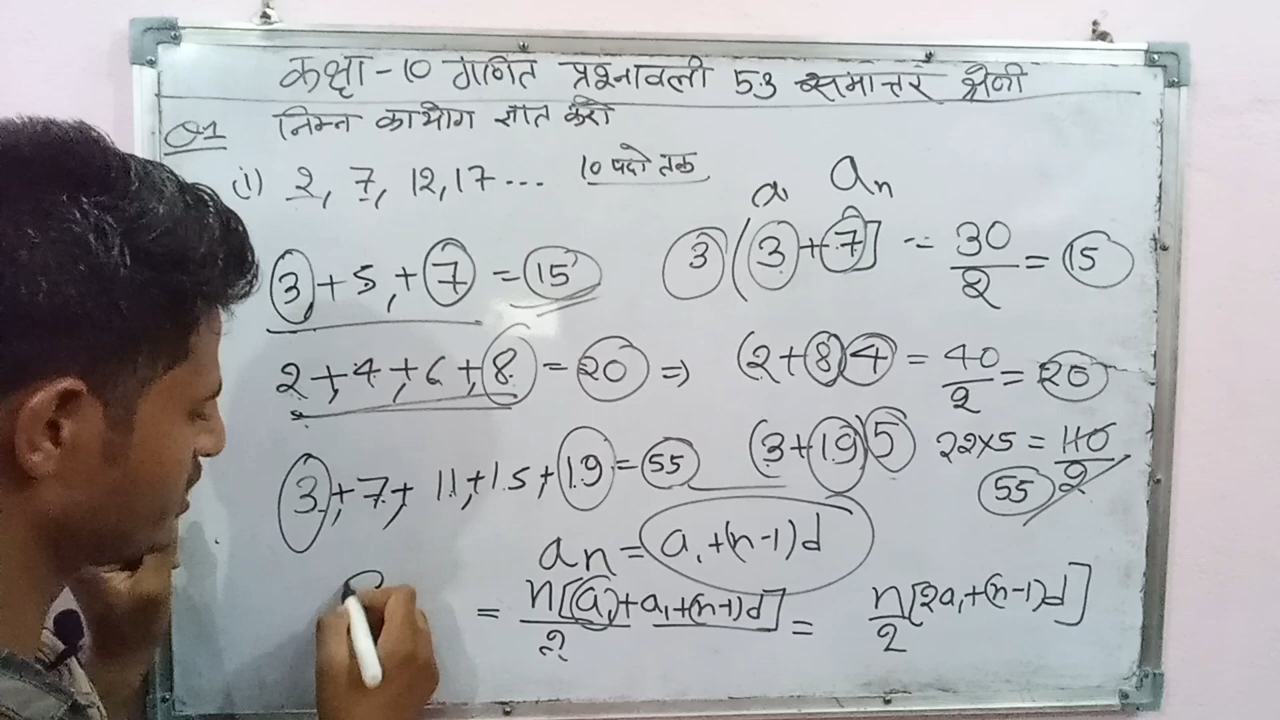 कक्षा - 10 गणित प्रश्नावली 5.3 समान्तर श्रेणी
Q1 निम्न का योग ज्ञात करो
(i) 2, 7, 12, 17 ... 10 पदो तक
a1 an
3 + 5 + 7 = 15 3 (3 + 7] = 30/2 = 15
2 + 4 + 6 + 8 = 20 ⇒ (2 + 8) 4 = 40/2 = 20
3 + 7 + 11 + 15 + 19 = 55 (3 + 19) 5 22 × 5 = 110/2
55
an = a1 + (n-1) d
= n[(a1) + a1 + (n-1) d]/2 = n/2 [2a1 + (n-1) d]